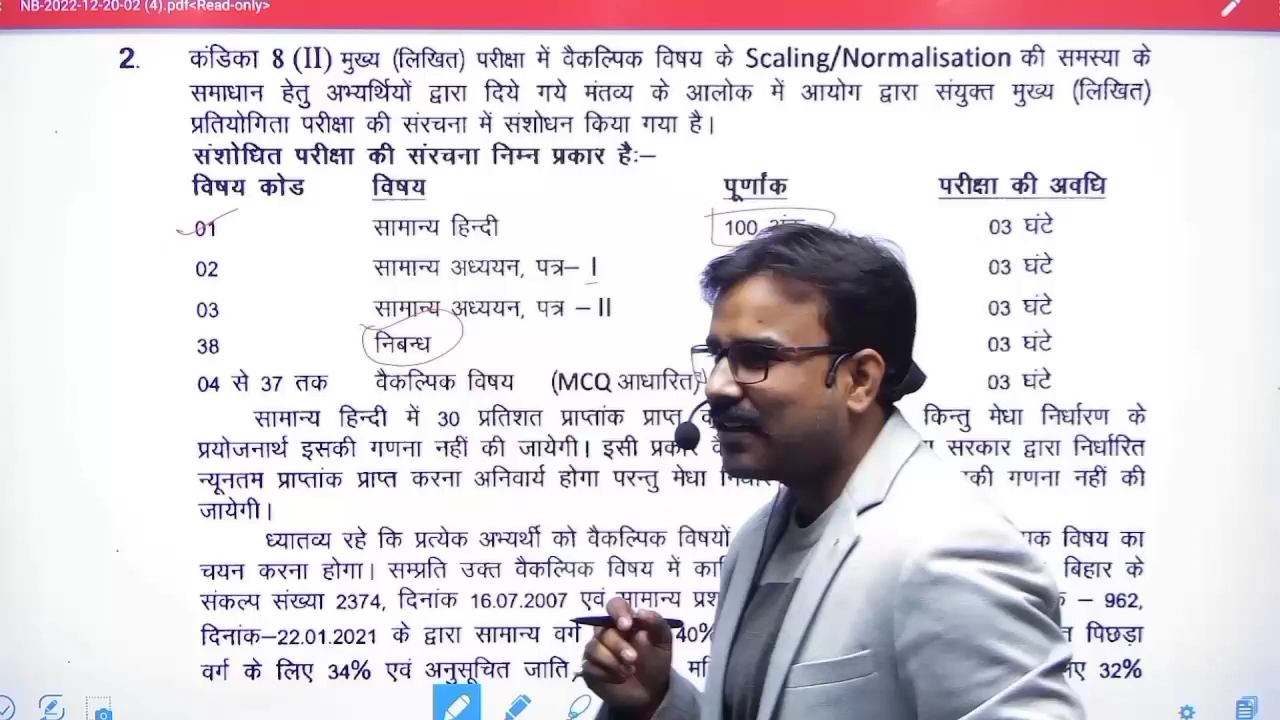 NB-2022-12-20-02 (4).pdf<Read-only>
2. कंडिका 8 (II) मुख्य (लिखित) परीक्षा में वैकल्पिक विषय के Scaling/Normalisation की समस्या के
समाधान हेतु अभ्यर्थियों द्वारा दिये गये मंतव्य के आलोक में आयोग द्वारा संयुक्त मुख्य (लिखित)
प्रतियोगिता परीक्षा की संरचना में संशोधन किया गया है।
संशोधित परीक्षा की संरचना निम्न प्रकार है:–
विषय कोड विषय पूर्णांक परीक्षा की अवधि
01 सामान्य हिन्दी 100 अंक 03 घंटे
02 सामान्य अध्ययन, पत्र– I 03 घंटे
03 सामान्य अध्ययन, पत्र – II 03 घंटे
38 निबन्ध 03 घंटे
04 से 37 तक वैकल्पिक विषय (MCQ आधारित) 03 घंटे
सामान्य हिन्दी में 30 प्रतिशत प्राप्तांक प्राप्त किन्तु मेधा निर्धारण के
प्रयोजनार्थ इसकी गणना नहीं की जायेगी। इसी प्रकार सरकार द्वारा निर्धारित
न्यूनतम प्राप्तांक प्राप्त करना अनिवार्य होगा परन्तु मेधा गणना नहीं की
जायेगी।
ध्यातव्य रहे कि प्रत्येक अभ्यर्थी को वैकल्पिक विषयों विषय का
चयन करना होगा। सम्प्रति उक्त वैकल्पिक विषय में बिहार के
संकल्प संख्या 2374, दिनांक 16.07.2007 एवं सामान्य – 962,
दिनांक–22.01.2021 के द्वारा सामान्य वर्ग 40% पिछड़ा
वर्ग के लिए 34% एवं अनुसूचित जाति, 32%